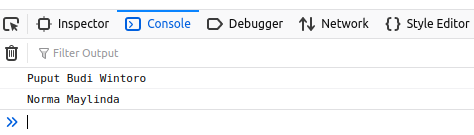 Inspector Console Debugger Network Style Editor
Filter Output
Puput Budi Wintoro
Norma Maylinda